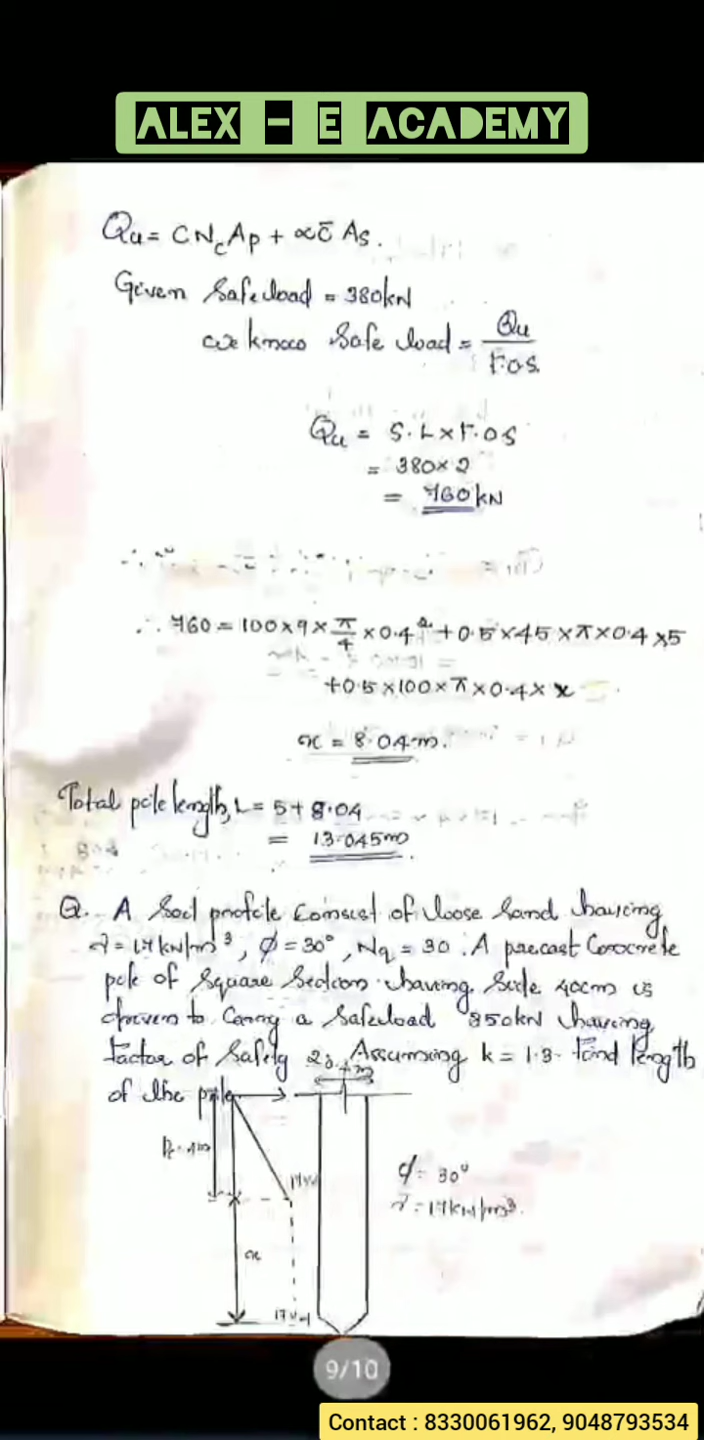 ALEX - E ACADEMY
Qu = CNcAp + αc̄ As.
Given Safe load = 380kN
we know Safe load = Qu / F.O.S.
Qu = S.L × F.O.S
= 380×2
= 760kN
∴ 760 = 100×9×π/4×0.4²+0.5×45×π×0.4×5
+0.5×100×π×0.4×x
x = 8.04m.
Total pile length, L = 5+8.04
= 13.045m
Q. A Soil profile consist of loose Sand having
γ = 17kN/m³, φ = 30°, Nq = 30. A precast Concrete
pile of Square Section having Side 40cm is
driven to Carry a Safe load 350kN having
factor of Safety 2. Assuming k = 1.3. find length
of the pile
.4m
φ = 30°
γ = 17kN/m³.
x
9/10
Contact : 8330061962, 9048793534